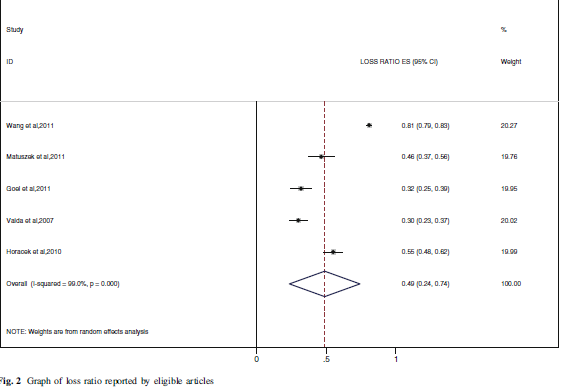 Study %
ID LOSS RATIO ES (95% CI) Weight
Wang et al,2011 0.81 (0.79, 0.83) 20.27
Matuszek et al,2011 0.46 (0.37, 0.56) 19.76
Goel et al,2011 0.32 (0.25, 0.39) 19.95
Valda et al,2007 0.30 (0.23, 0.37) 20.02
Horacek et al,2010 0.55 (0.48, 0.62) 19.99
Overall (I-squared = 99.0%, p = 0.000) 0.49 (0.24, 0.74) 100.00
NOTE: Weights are from random effects analysis
0 .5 1
Fig. 2 Graph of loss ratio reported by eligible articles